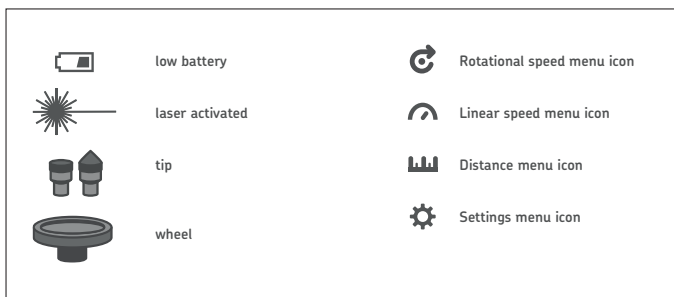 low battery
laser activated
tip
wheel
Rotational speed menu icon
Linear speed menu icon
Distance menu icon
Settings menu icon